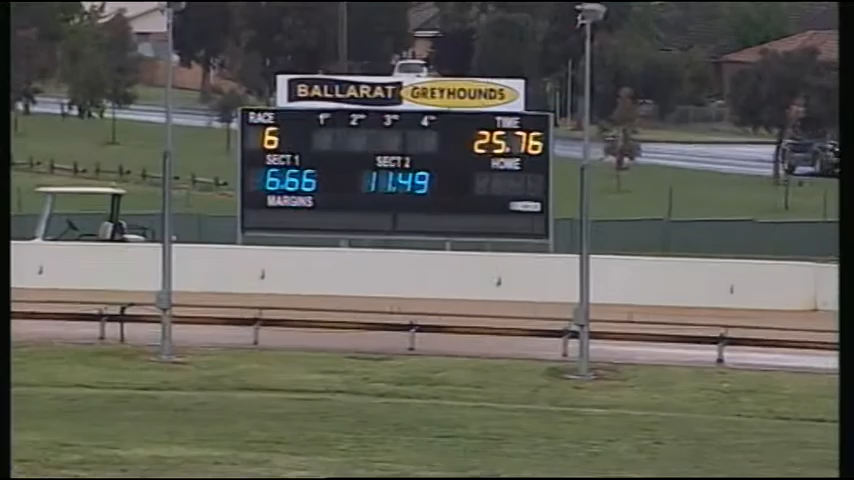 BALLARAT GREYHOUNDS
RACE 1ST 2ND 3RD 4TH TIME
6 25.76
SECT 1 SECT 2 HOME
6.66 11.49
MARGINS